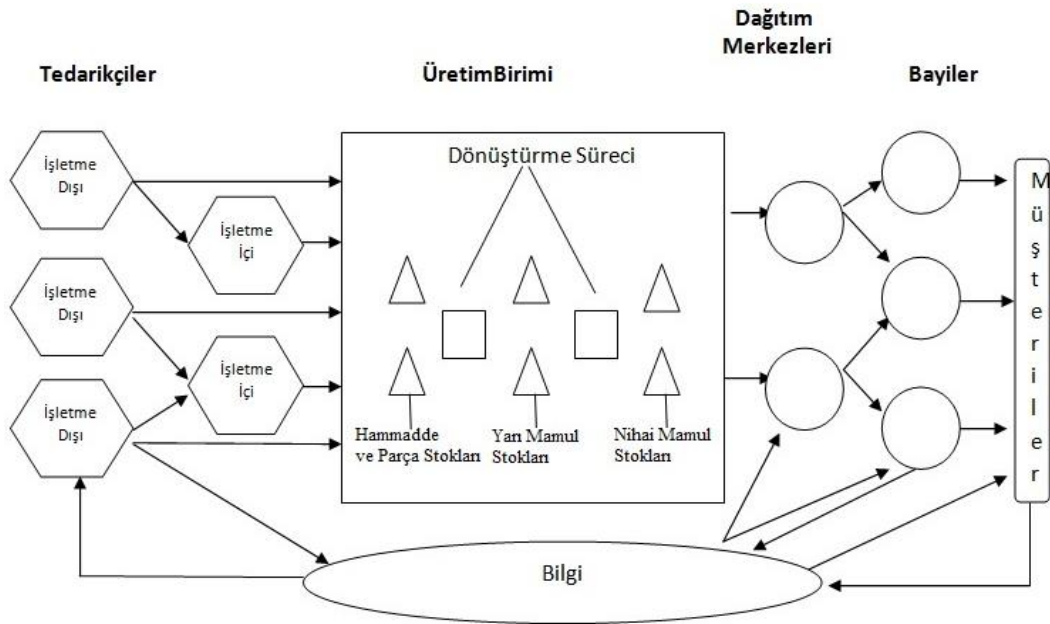 Dağıtım
Merkezleri
Tedarikçiler
ÜretimBirimi
Bayiler
İşletme
Dışı
İşletme
İçi
İşletme
Dışı
İşletme
İçi
İşletme
Dışı
Dönüştürme Süreci
Hammadde
ve Parça Stokları
Yarı Mamul
Stokları
Nihai Mamul
Stokları
Müşteriler
Bilgi